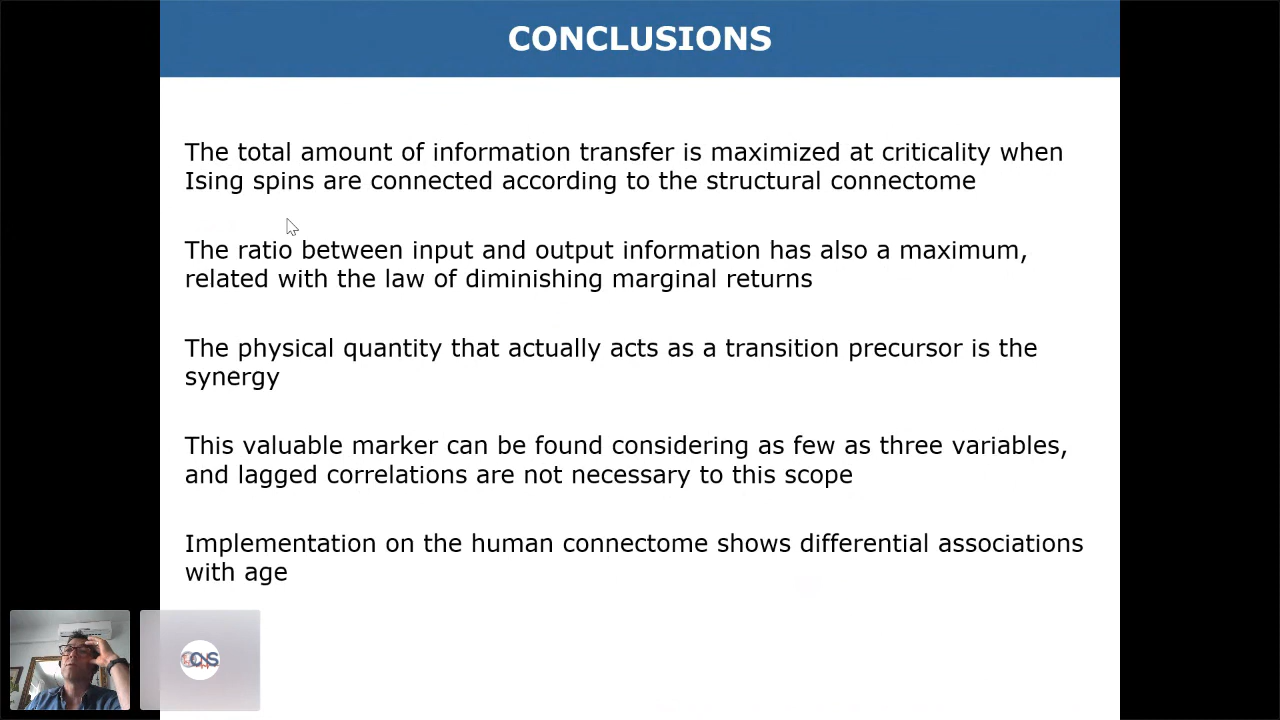 CONCLUSIONS
The total amount of information transfer is maximized at criticality when
Ising spins are connected according to the structural connectome
The ratio between input and output information has also a maximum,
related with the law of diminishing marginal returns
The physical quantity that actually acts as a transition precursor is the
synergy
This valuable marker can be found considering as few as three variables,
and lagged correlations are not necessary to this scope
Implementation on the human connectome shows differential associations
with age